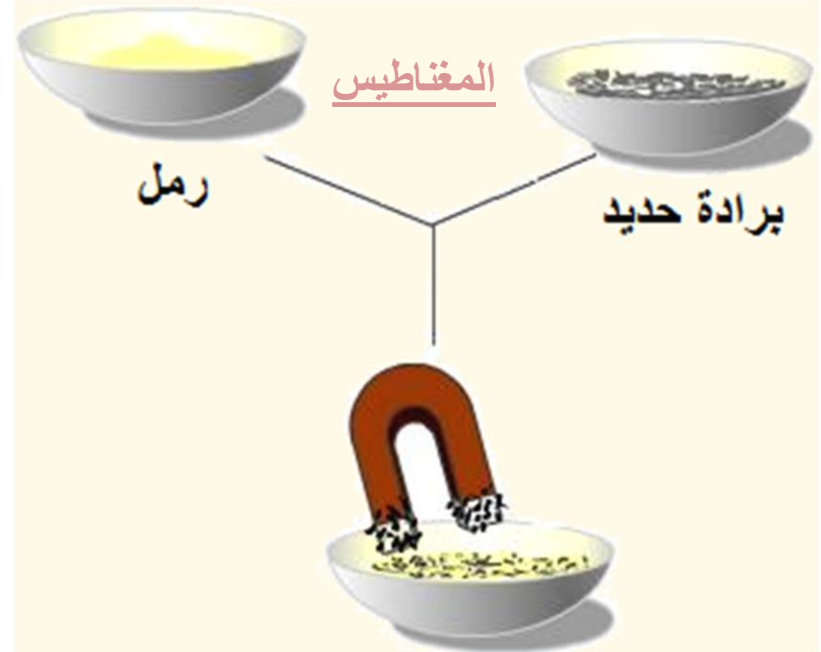 المغناطيس
رمل
برادة حديد